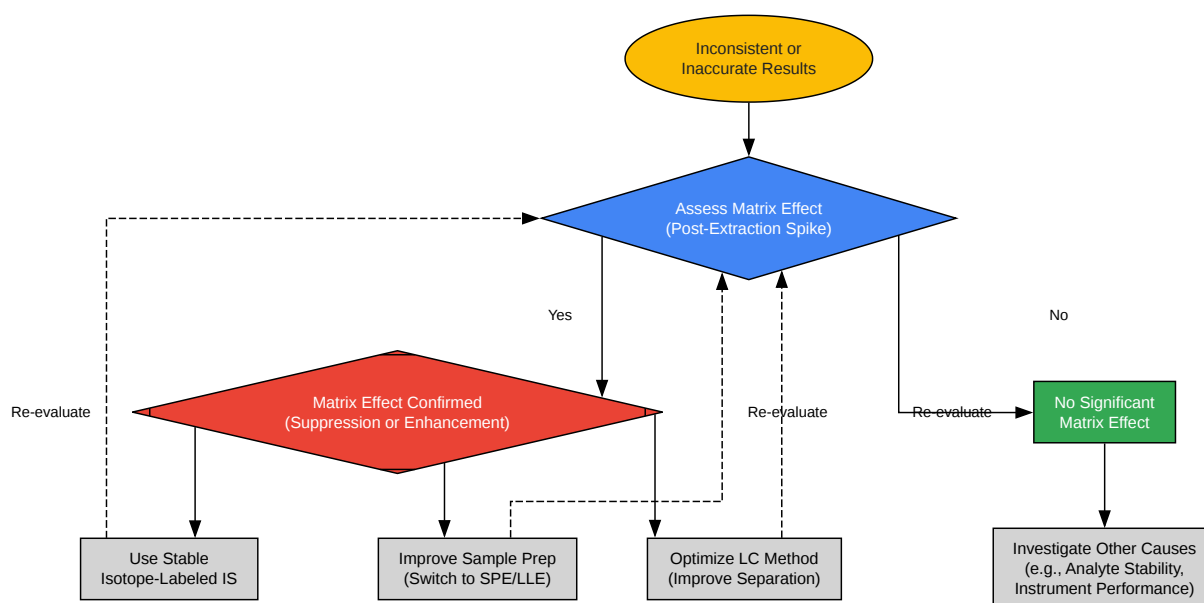 Inconsistent or
Inaccurate Results
Assess Matrix Effect
(Post-Extraction Spike)
Yes
No
Matrix Effect Confirmed
(Suppression or Enhancement)
Re-evaluate
Re-evaluate
Re-evaluate
No Significant
Matrix Effect
Use Stable
Isotope-Labeled IS
Improve Sample Prep
(Switch to SPE/LLE)
Optimize LC Method
(Improve Separation)
Investigate Other Causes
(e.g., Analyte Stability,
Instrument Performance)